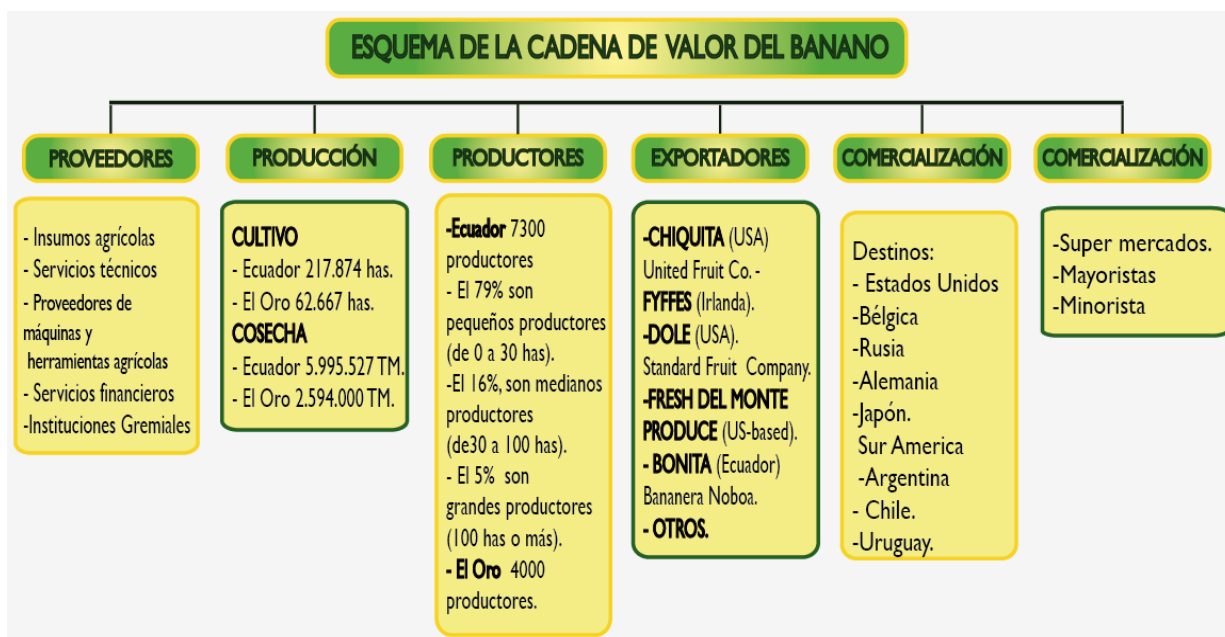 ESQUEMA DE LA CADENA DE VALOR DEL BANANO
PROVEEDORES
- Insumos agrícolas
- Servicios técnicos
- Proveedores de
máquinas y
herramientas agrícolas
- Servicios financieros
-Instituciones Gremiales
PRODUCCIÓN
CULTIVO
- Ecuador 217.874 has.
- El Oro 62.667 has.
COSECHA
- Ecuador 5.995.527 TM.
- El Oro 2.594.000 TM.
PRODUCTORES
-Ecuador 7300
productores
- El 79% son
pequeños productores
(de 0 a 30 has).
-El 16%, son medianos
productores
(de30 a 100 has).
- El 5% son
grandes productores
(100 has o más).
- El Oro 4000
productores.
EXPORTADORES
-CHIQUITA (USA)
United Fruit Co. -
FYFFES (Irlanda).
-DOLE (USA).
Standard Fruit Company.
-FRESH DEL MONTE
PRODUCE (US-based).
- BONITA (Ecuador)
Bananera Noboa.
- OTROS.
COMERCIALIZACIÓN
Destinos:
- Estados Unidos
-Bélgica
-Rusia
-Alemania
-Japón.
Sur America
-Argentina
- Chile.
-Uruguay.
COMERCIALIZACIÓN
-Super mercados.
-Mayoristas
-Minorista